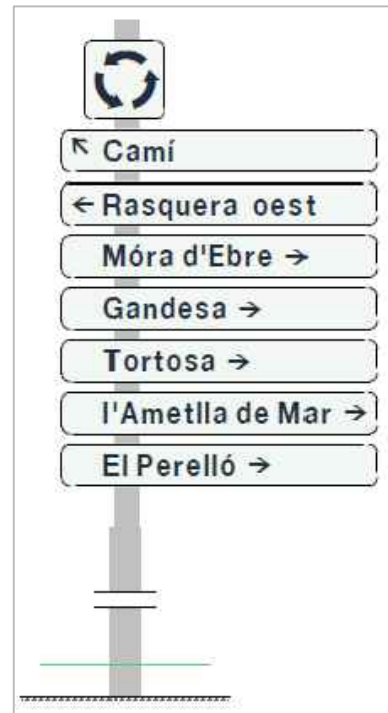 Camí
Rasquera oest
Móra d'Ebre
Gandesa
Tortosa
l'Ametlla de Mar
El Perelló